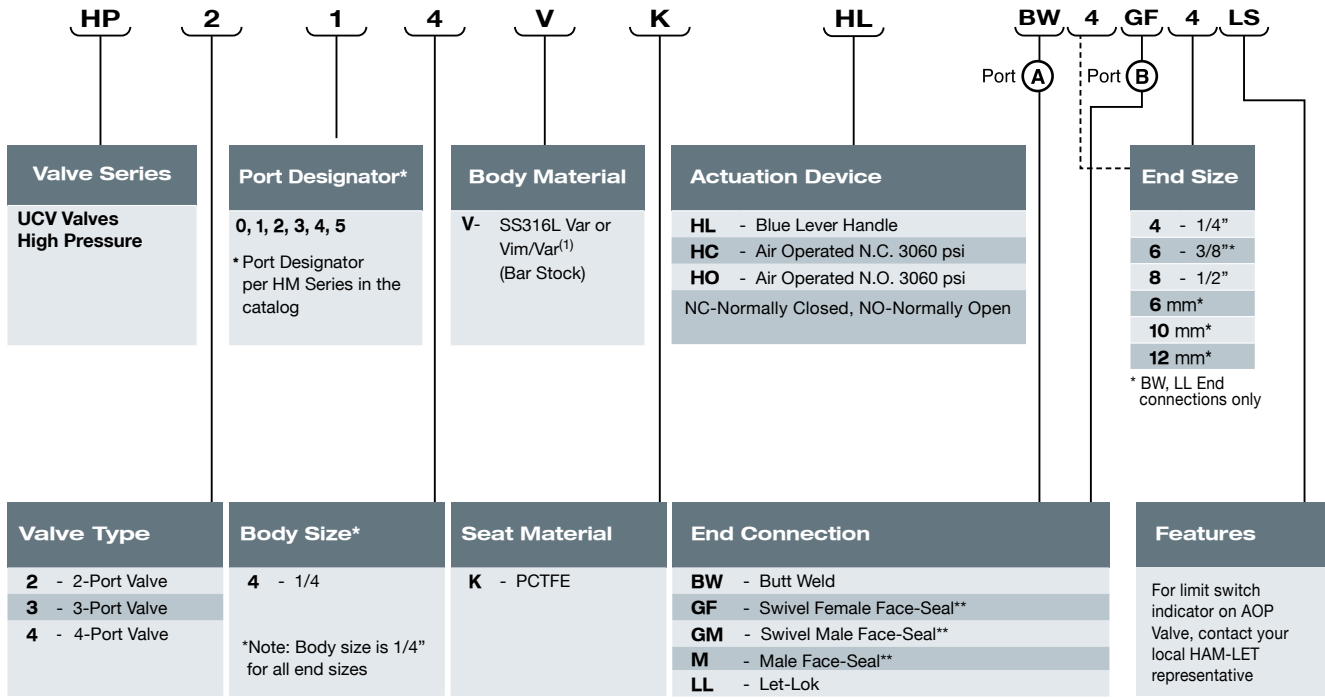 HP 2 1 4 V K HL BW 4 GF 4 LS
Port A Port B
Valve Series
UCV Valves
High Pressure
Port Designator*
0, 1, 2, 3, 4, 5
* Port Designator
per HM Series in the
catalog
Body Material
V- SS316L Var or
Vim/Var(1)
(Bar Stock)
Actuation Device
HL - Blue Lever Handle
HC - Air Operated N.C. 3060 psi
HO - Air Operated N.O. 3060 psi
NC-Normally Closed, NO-Normally Open
End Size
4 - 1/4”
6 - 3/8”*
8 - 1/2”
6 mm*
10 mm*
12 mm*
* BW, LL End
connections only
Valve Type
2 - 2-Port Valve
3 - 3-Port Valve
4 - 4-Port Valve
Body Size*
4 - 1/4
*Note: Body size is 1/4”
for all end sizes
Seat Material
K - PCTFE
End Connection
BW - Butt Weld
GF - Swivel Female Face-Seal**
GM - Swivel Male Face-Seal**
M - Male Face-Seal**
LL - Let-Lok
Features
For limit switch
indicator on AOP
Valve, contact your
local HAM-LET
representative